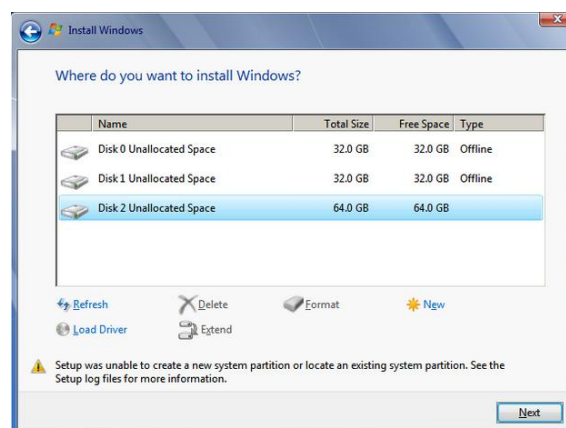 Install Windows
Where do you want to install Windows?
Name Total Size Free Space Type
Disk 0 Unallocated Space 32.0 GB 32.0 GB Offline
Disk 1 Unallocated Space 32.0 GB 32.0 GB Offline
Disk 2 Unallocated Space 64.0 GB 64.0 GB
Refresh Delete Format New
Load Driver Extend
Setup was unable to create a new system partition or locate an existing system partition. See the
Setup log files for more information.
Next